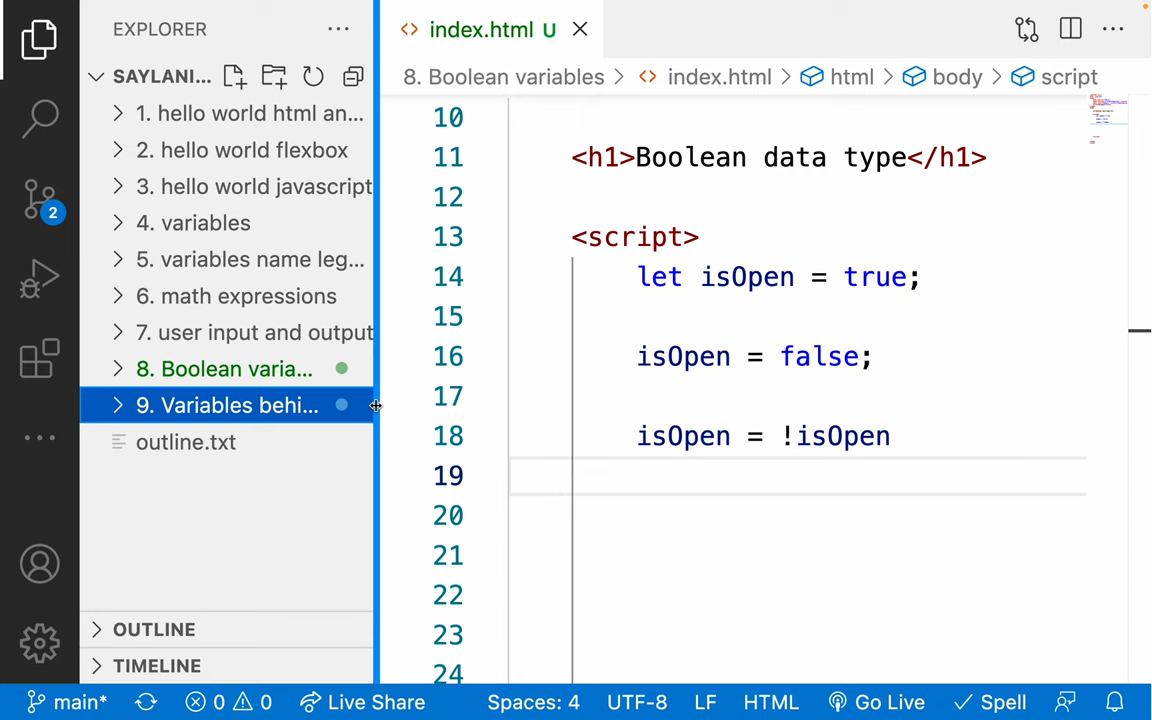 EXPLORER
SAYLANI...
1. hello world html an...
2. hello world flexbox
3. hello world javascript
4. variables
5. variables name leg...
6. math expressions
7. user input and output
8. Boolean varia...
9. Variables behi...
outline.txt
OUTLINE
TIMELINE
2
index.html U
8. Boolean variables > index.html > html > body > script
10
11 <h1>Boolean data type</h1>
12
13 <script>
14 let isOpen = true;
15
16 isOpen = false;
17
18 isOpen = !isOpen
19
20
21
22
23
24
main* 0 0 Live Share Spaces: 4 UTF-8 LF HTML Go Live Spell